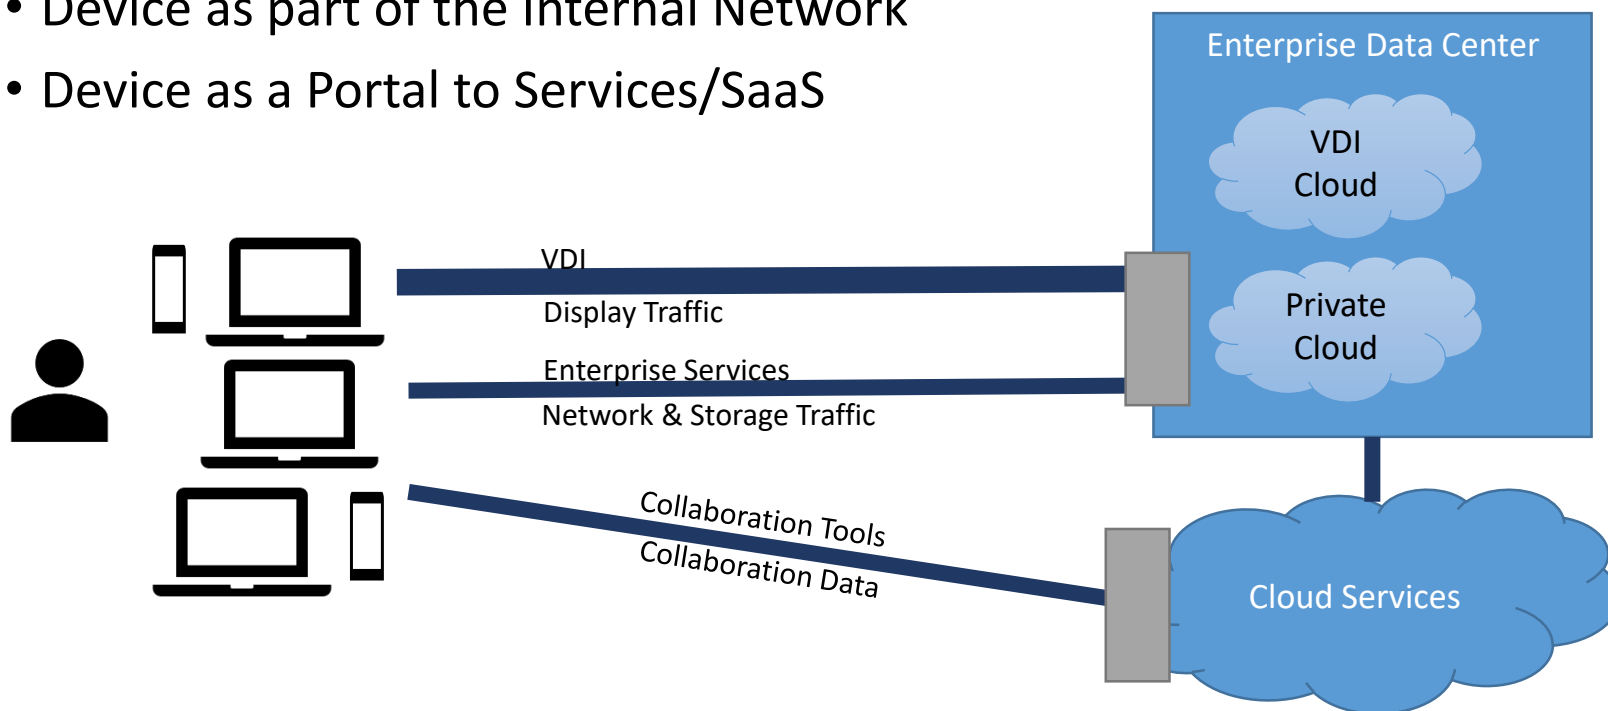 • Device as part of the Internal Network
• Device as a Portal to Services/SaaS
Enterprise Data Center
VDI
Cloud
Private
Cloud
VDI
Display Traffic
Enterprise Services
Network & Storage Traffic
Collaboration Tools
Collaboration Data
Cloud Services